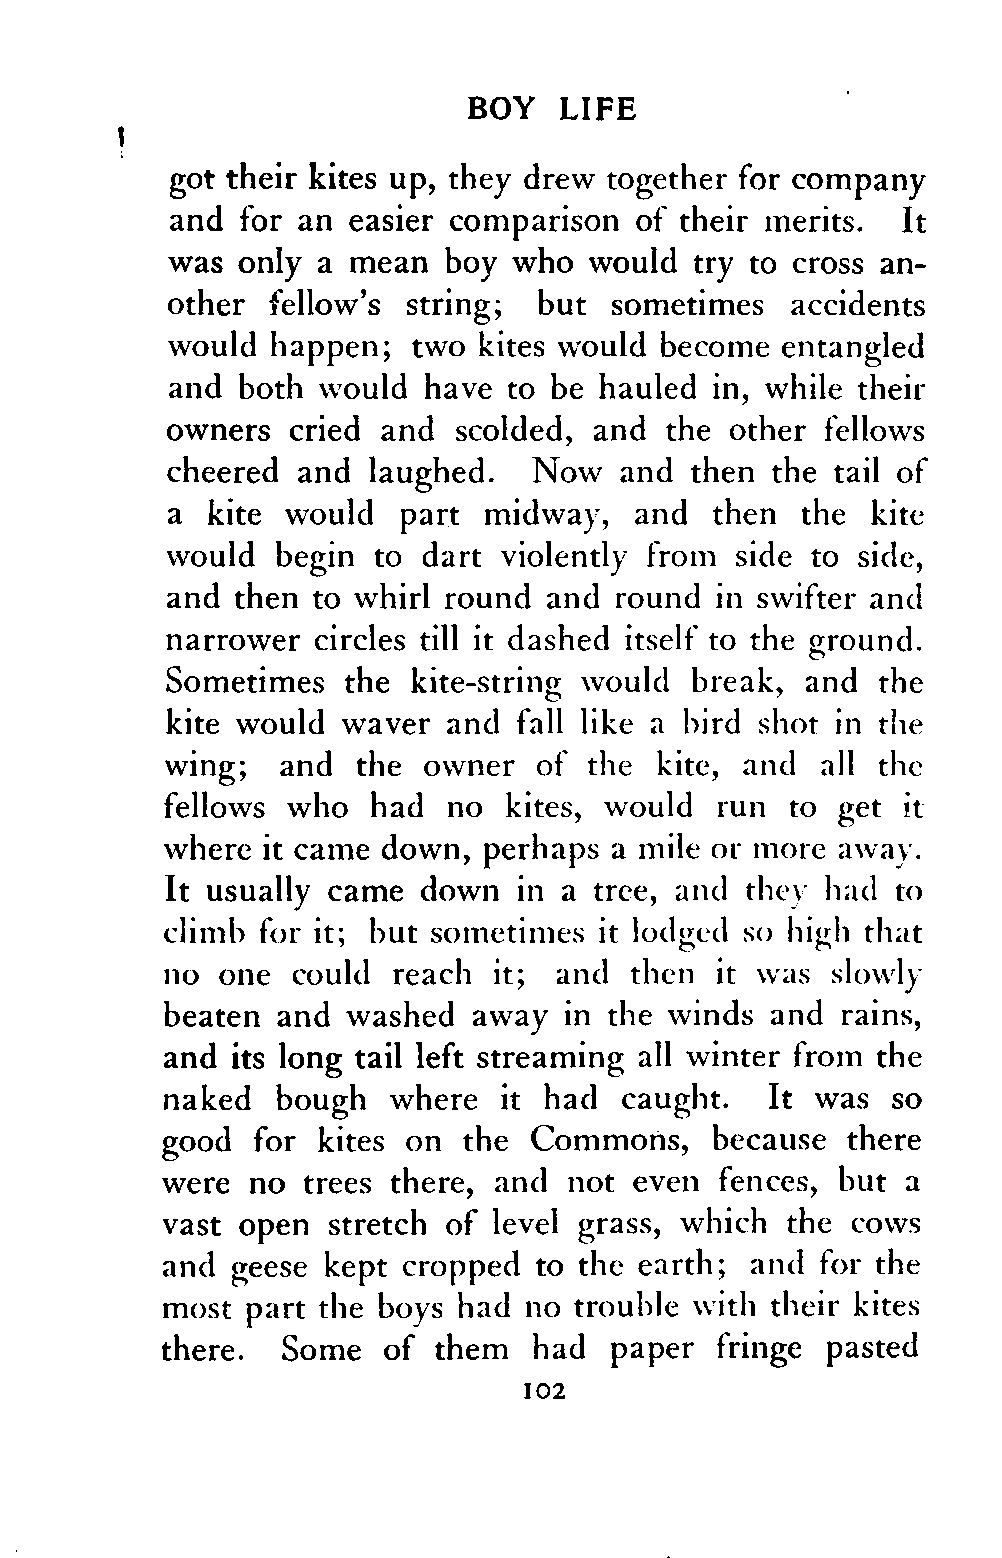 BOY LIFE
got their kites up, they drew together for company
and for an easier comparison of their merits. It
was only a mean boy who would try to cross an-
other fellow's string; but sometimes accidents
would happen; two kites would become entangled
and both would have to be hauled in, while their
owners cried and scolded, and the other fellows
cheered and laughed. Now and then the tail of
a kite would part midway, and then the kite
would begin to dart violently from side to side,
and then to whirl round and round in swifter and
narrower circles till it dashed itself to the ground.
Sometimes the kite-string would break, and the
kite would waver and fall like a bird shot in the
wing; and the owner of the kite, and all the
fellows who had no kites, would run to get it
where it came down, perhaps a mile or more away.
It usually came down in a tree, and they had to
climb for it; but sometimes it lodged so high that
no one could reach it; and then it was slowly
beaten and washed away in the winds and rains,
and its long tail left streaming all winter from the
naked bough where it had caught. It was so
good for kites on the Commons, because there
were no trees there, and not even fences, but a
vast open stretch of level grass, which the cows
and geese kept cropped to the earth; and for the
most part the boys had no trouble with their kites
there. Some of them had paper fringe pasted
102